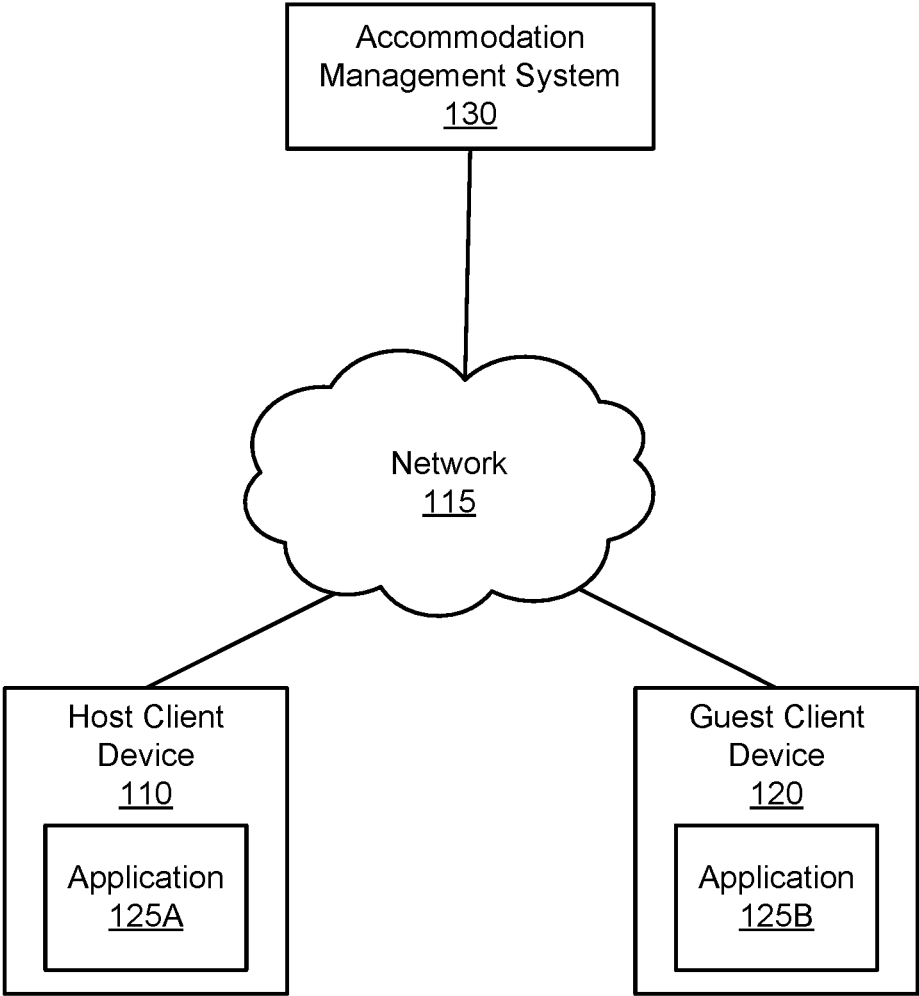 Accommodation
Management System
130
Network
115
Host Client
Device
110
Application
125A
Guest Client
Device
120
Application
125B